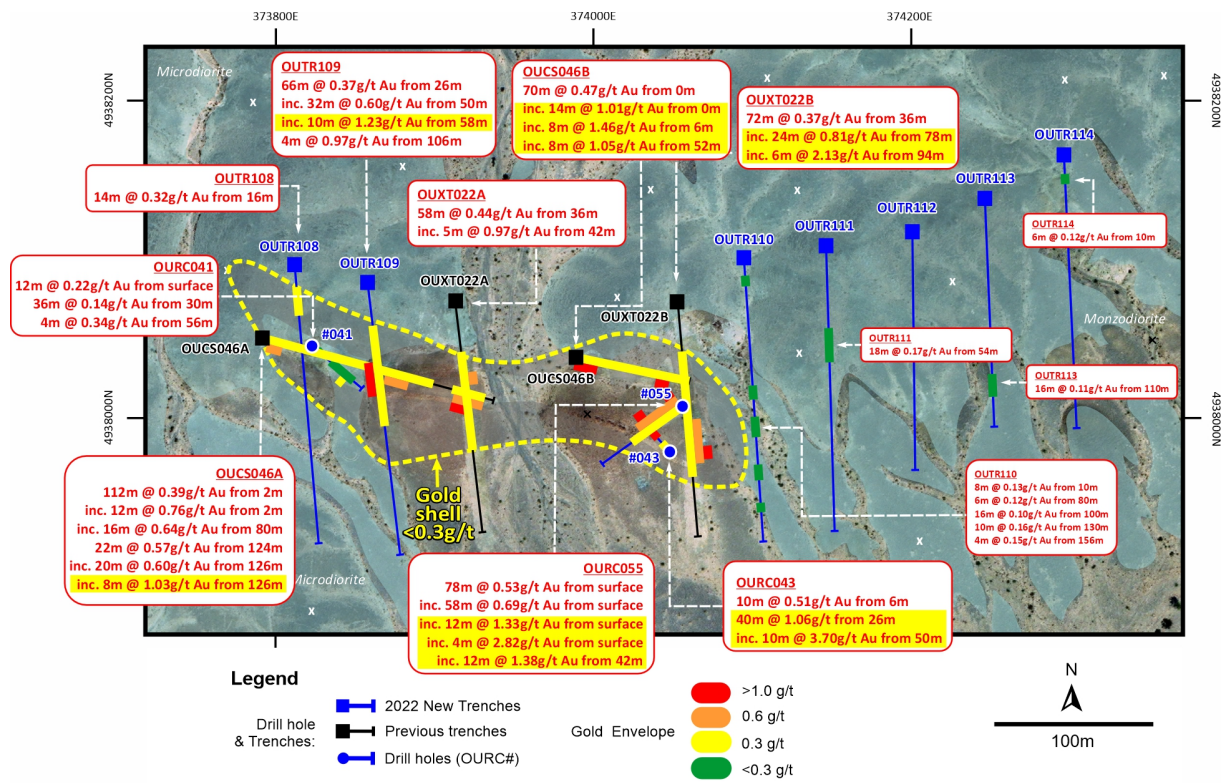 373800E
374000E
374200E
4938200N
4938200N
4938000N
4938000N
Microdiorite
OUTR109
66m @ 0.37g/t Au from 26m
inc. 32m @ 0.60g/t Au from 50m
inc. 10m @ 1.23g/t Au from 58m
4m @ 0.97g/t Au from 106m
OUCS046B
70m @ 0.47g/t Au from 0m
inc. 14m @ 1.01g/t Au from 0m
inc. 8m @ 1.46g/t Au from 6m
inc. 8m @ 1.05g/t Au from 52m
OUXT022B
72m @ 0.37g/t Au from 36m
inc. 24m @ 0.81g/t Au from 78m
inc. 6m @ 2.13g/t Au from 94m
OUTR108
14m @ 0.32g/t Au from 16m
OUXT022A
58m @ 0.44g/t Au from 36m
inc. 5m @ 0.97g/t Au from 42m
OUTR114
OUTR113
OUTR112
OUTR111
OUTR110
OUTR114
6m @ 0.12g/t Au from 10m
OUTR108
OUTR109
OUXT022A
OUXT022B
OURC041
12m @ 0.22g/t Au from surface
36m @ 0.14g/t Au from 30m
4m @ 0.34g/t Au from 56m
OUCS046A
#041
OUCS046B
#055
#043
Monzodiorite
OUTR111
18m @ 0.17g/t Au from 54m
OUTR113
16m @ 0.11g/t Au from 110m
OUCS046A
112m @ 0.39g/t Au from 2m
inc. 12m @ 0.76g/t Au from 2m
inc. 16m @ 0.64g/t Au from 80m
22m @ 0.57g/t Au from 124m
inc. 20m @ 0.60g/t Au from 126m
inc. 8m @ 1.03g/t Au from 126m
Gold
shell
<0.3g/t
OUTR110
8m @ 0.13g/t Au from 10m
6m @ 0.12g/t Au from 80m
16m @ 0.10g/t Au from 100m
10m @ 0.16g/t Au from 130m
4m @ 0.15g/t Au from 156m
Microdiorite
OURC055
78m @ 0.53g/t Au from surface
inc. 58m @ 0.69g/t Au from surface
inc. 12m @ 1.33g/t Au from surface
inc. 4m @ 2.82g/t Au from surface
inc. 12m @ 1.38g/t Au from 42m
OURC043
10m @ 0.51g/t Au from 6m
40m @ 1.06g/t Au from 26m
inc. 10m @ 3.70g/t Au from 50m
Legend
Drill hole
& Trenches:
2022 New Trenches
Previous trenches
Drill holes (OURC#)
Gold Envelope
>1.0 g/t
0.6 g/t
0.3 g/t
<0.3 g/t
N
100m